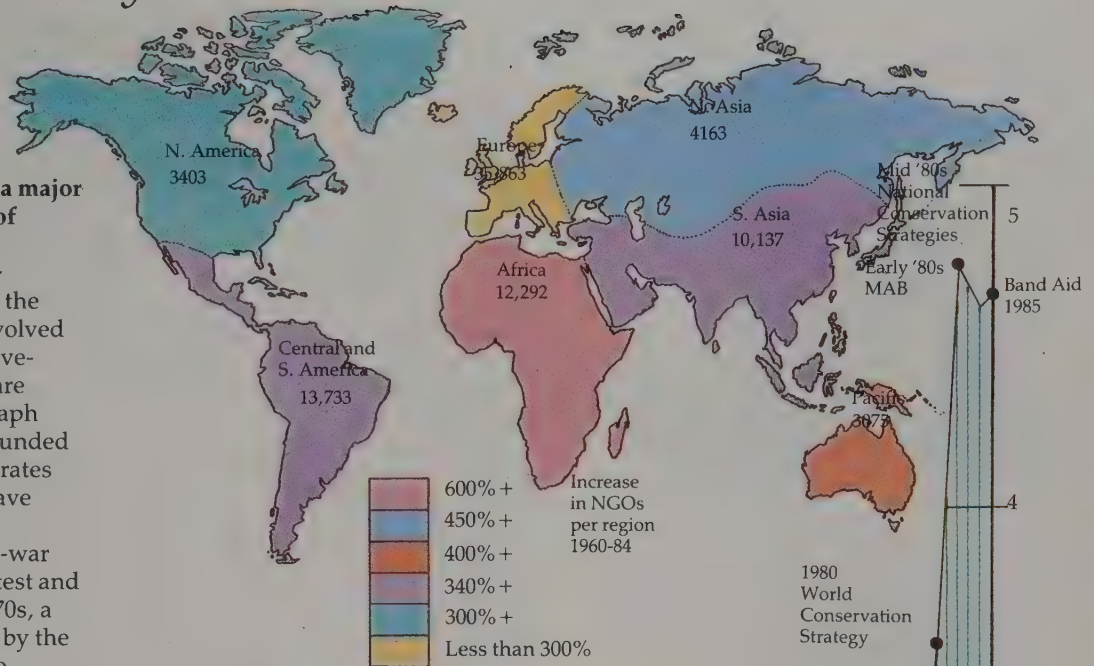 a major
of
the
volved
ve-
are
aph
ounded
rates
ave
-war
test and
70s, a
by the
N. America
3403
Europe
N. Asia
4163
S. Asia
10,137
Africa
12,292
Central and
S. America
13,733
Pacific
3075
600% +
450% +
400% +
340% +
300% +
Less than 300%
Increase
in NGOs
per region
1960-84
Mid '80s
National
Conservation
Strategies
Early '80s
MAB
5
Band Aid
1985
4
1980
World
Conservation
Strategy